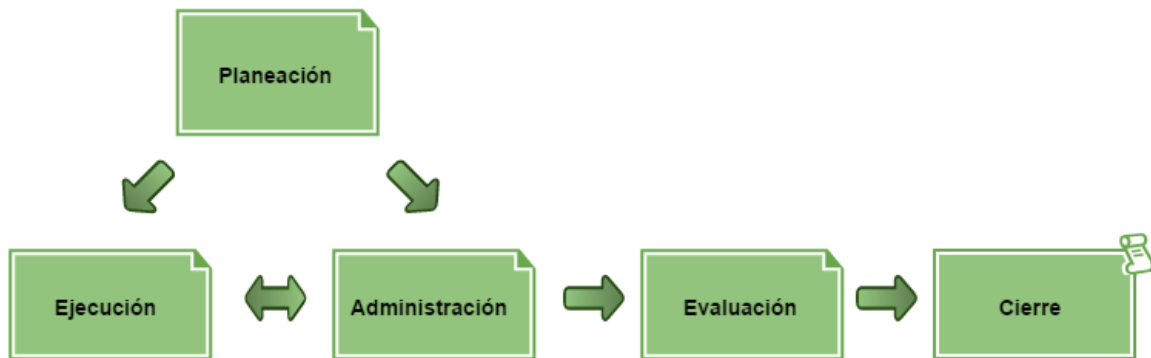 Planeación
Ejecución
Administración
Evaluación
Cierre